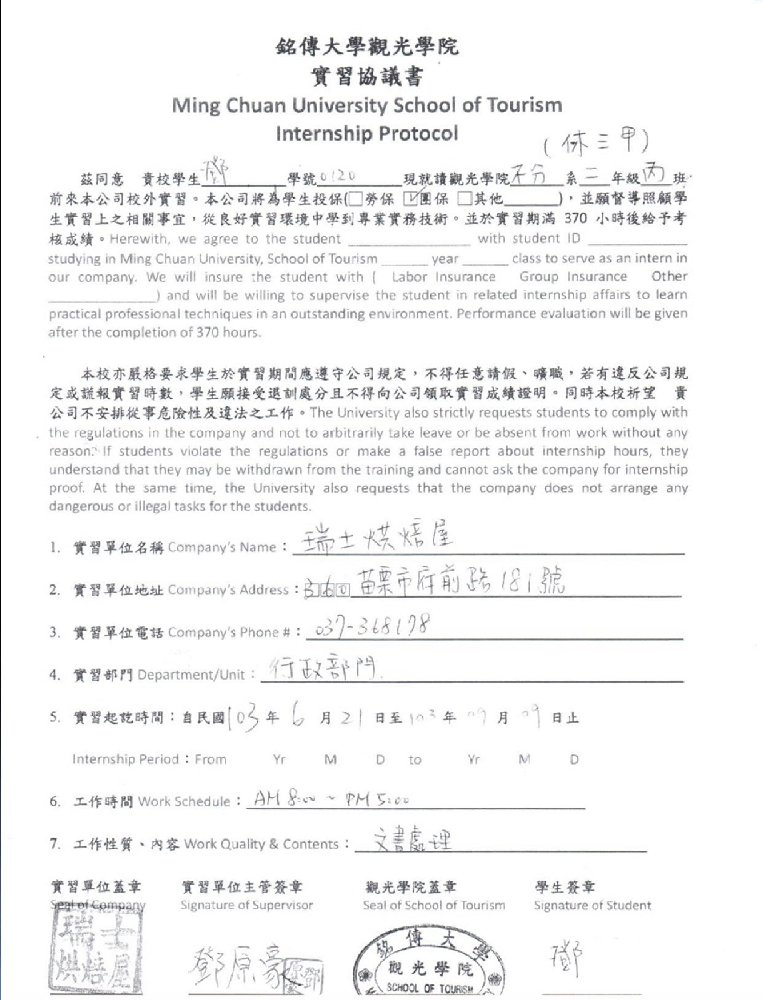 銘傳大學觀光學院
實習協議書
Ming Chuan University School of Tourism
Internship Protocol
(休三甲)
茲同意 貴校學生鄧 學號0120 現就讀觀光學院不分系二年級丙班
前來本公司校外實習。本公司將為學生投保(□勞保 ☑團保 □其他______),並願督導照顧學
生實習上之相關事宜,從良好實習環境中學到專業實務技術。並於實習期滿 370 小時後給予考
核成績。Herewith, we agree to the student ______ with student ID ______
studying in Ming Chuan University, School of Tourism ______ year ______ class to serve as an intern in
our company. We will insure the student with ( Labor Insurance Group Insurance Other
______) and will be willing to supervise the student in related internship affairs to learn
practical professional techniques in an outstanding environment. Performance evaluation will be given
after the completion of 370 hours.
本校亦嚴格要求學生於實習期間應遵守公司規定,不得任意請假、曠職,若有違反公司規
定或謊報實習時數,學生願接受退訓處分且不得向公司領取實習成績證明。同時本校祈望 貴
公司不安排從事危險性及違法之工作。The University also strictly requests students to comply with
the regulations in the company and not to arbitrarily take leave or be absent from work without any
reason. If students violate the regulations or make a false report about internship hours, they
understand that they may be withdrawn from the training and cannot ask the company for internship
proof. At the same time, the University also requests that the company does not arrange any
dangerous or illegal tasks for the students.
1. 實習單位名稱 Company's Name:瑞士烘焙屋
2. 實習單位地址 Company's Address:360 苗栗市府前路181號
3. 實習單位電話 Company's Phone #:037-368178
4. 實習部門 Department/Unit:行政部門
5. 實習起訖時間:自民國103年 6 月 21 日至 103 年 09 月 09 日止
Internship Period:From Yr M D to Yr M D
6. 工作時間 Work Schedule:AM 8:00 ~ PM 5:00
7. 工作性質、內容 Work Quality & Contents:文書處理
實習單位蓋章 實習單位主管簽章 觀光學院蓋章 學生簽章
Seal of Company Signature of Supervisor Seal of School of Tourism Signature of Student
瑞士
烘焙屋
鄧原豪
銘傳大學
觀光學院
SCHOOL OF TOURISM
鄧